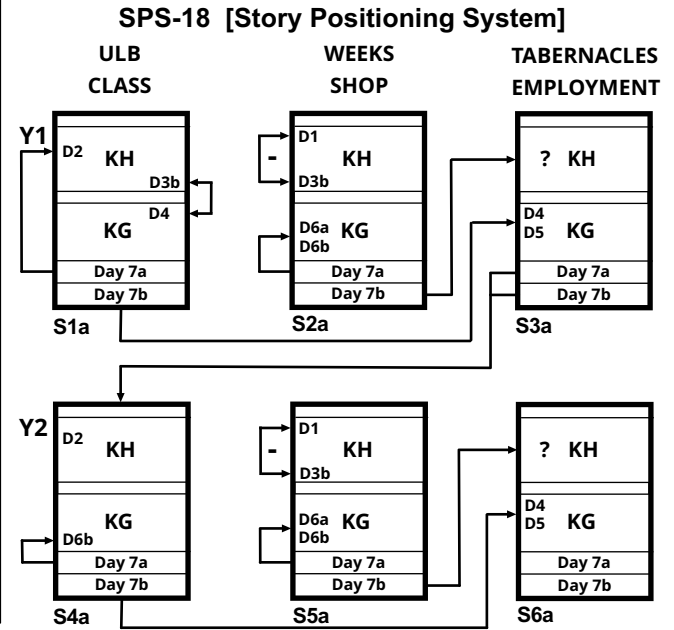 SPS-18 [Story Positioning System]
ULB
CLASS
WEEKS
SHOP
TABERNACLES
EMPLOYMENT
Y1
D2
KH
D3b
D4
KG
Day 7a
Day 7b
S1a
D1
-
KH
D3b
D6a
KG
D6b
Day 7a
Day 7b
S2a
? KH
D4
D5
KG
Day 7a
Day 7b
S3a
Y2
D2
KH
KG
D6b
Day 7a
Day 7b
S4a
D1
-
KH
D3b
D6a
KG
D6b
Day 7a
Day 7b
S5a
? KH
D4
D5
KG
Day 7a
Day 7b
S6a